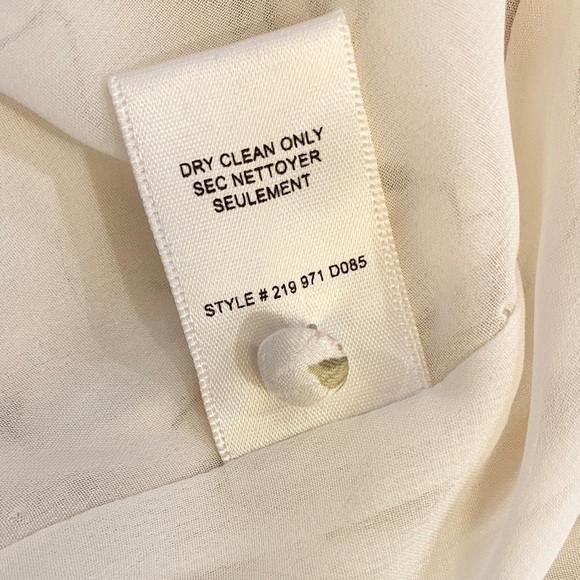 DRY CLEAN ONLY
SEC NETTOYER
SEULEMENT
STYLE # 219 971 D085